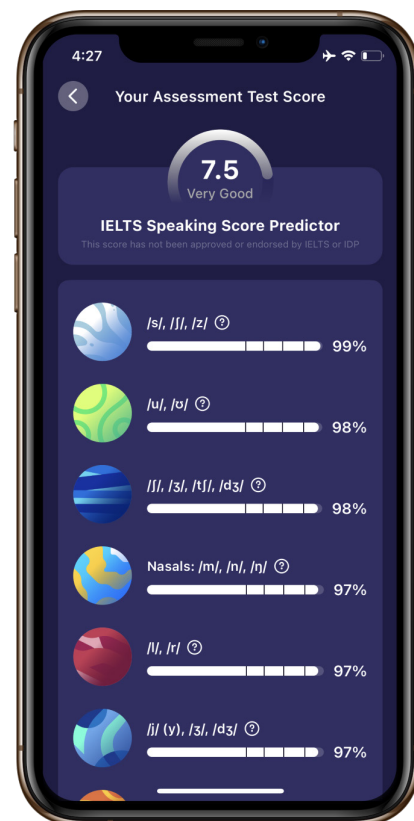 4:27
Your Assessment Test Score
7.5
Very Good
IELTS Speaking Score Predictor
This score has not been approved or endorsed by IELTS or IDP
/s/, /ʃ/, /z/ ?
99%
/u/, /ʊ/ ?
98%
/ʃ/, /ʒ/, /tʃ/, /dʒ/ ?
98%
Nasals: /m/, /n/, /ŋ/ ?
97%
/l/, /r/ ?
97%
/j/ (y), /ʒ/, /dʒ/ ?
97%